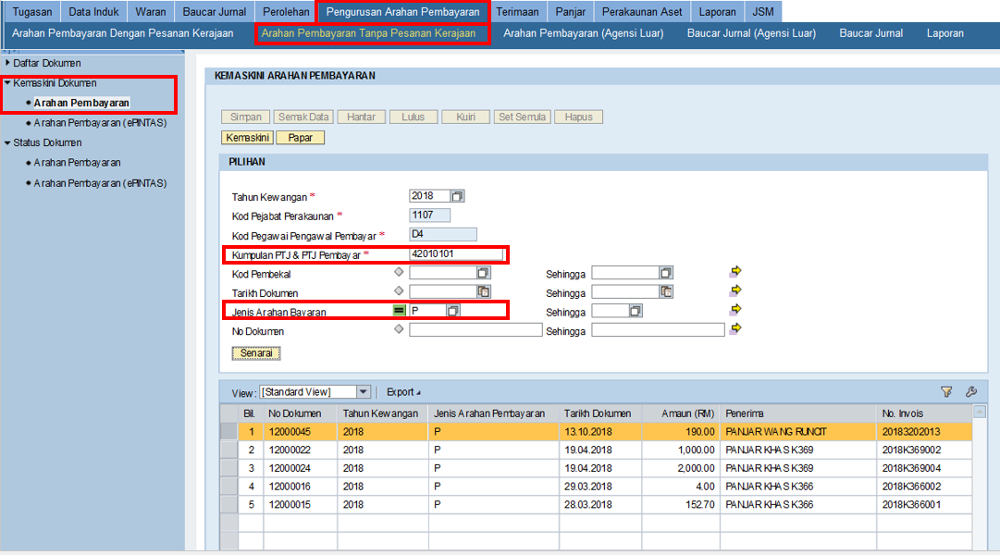 Tugasan Data Induk Waran Baucar Jurnal Perolehan Pengurusan Arahan Pembayaran Terimaan Panjar Perakaunan Aset Laporan JSM
Arahan Pembayaran Dengan Pesanan Kerajaan Arahan Pembayaran Tanpa Pesanan Kerajaan Arahan Pembayaran (Agensi Luar) Baucar Jurnal (Agensi Luar) Baucar Jurnal Laporan
Daftar Dokumen
Kemaskini Dokumen
Arahan Pembayaran
Arahan Pembayaran (ePINTAS)
Status Dokumen
Arahan Pembayaran
Arahan Pembayaran (ePINTAS)
KEMASKINI ARAHAN PEMBAYARAN
Simpan Semak Data Hantar Lulus Kuiri Set Semula Hapus
Kemaskini Papar
PILIHAN
Tahun Kewangan * 2018
Kod Pejabat Perakaunan * 1107
Kod Pegawai Pengawal Pembayar * D4
Kumpulan PTJ & PTJ Pembayar * 42010101
Kod Pembekal Sehingga
Tarikh Dokumen Sehingga
Jenis Arahan Bayaran P Sehingga
No Dokumen Sehingga
Senarai
View: [Standard View] Export
Bil. No Dokumen Tahun Kewangan Jenis Arahan Pembayaran Tarikh Dokumen Amaun (RM) Penerima No. Invois
1 12000045 2018 P 13.10.2018 190.00 PANJAR WANG RUNCIT 20183202013
2 12000022 2018 P 19.04.2018 1,000.00 PANJAR KHAS K369 2018K369002
3 12000024 2018 P 19.04.2018 2,000.00 PANJAR KHAS K369 2018K369004
4 12000016 2018 P 29.03.2018 4.00 PANJAR KHAS K366 2018K366002
5 12000015 2018 P 28.03.2018 152.70 PANJAR KHAS K366 2018K366001